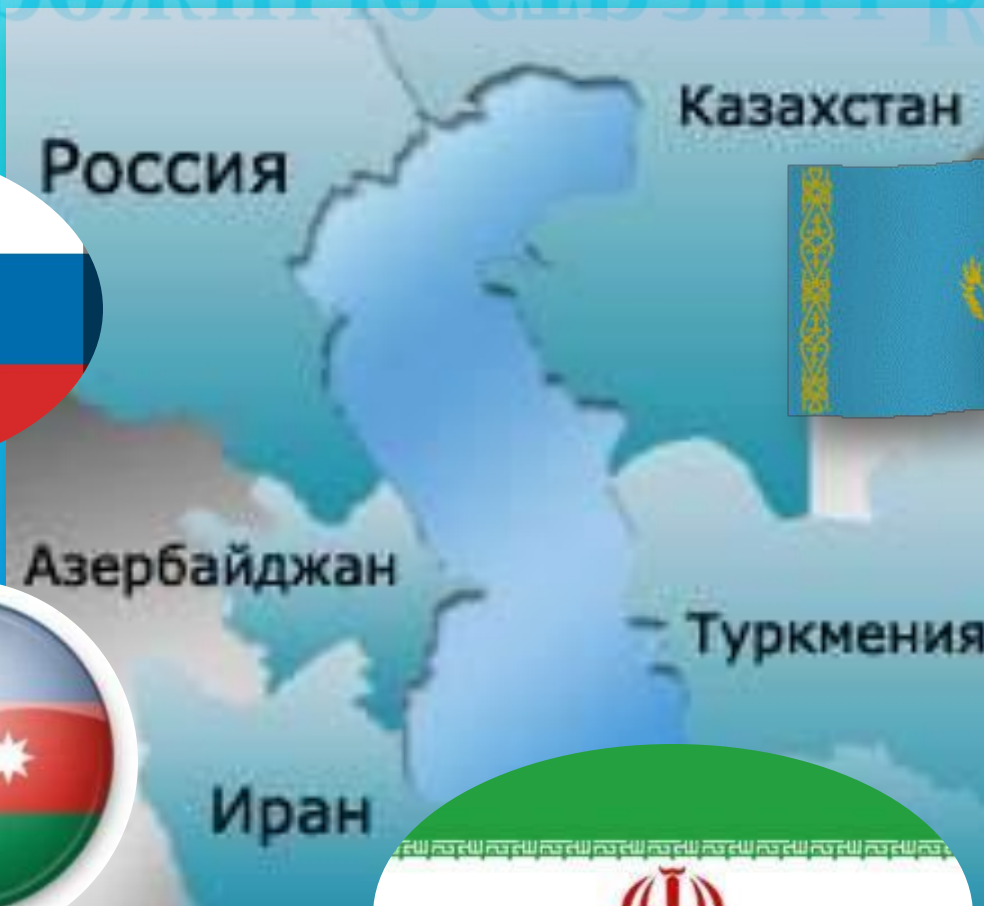 Казахстан
Россия
Азербайджан
Туркмения
Иран